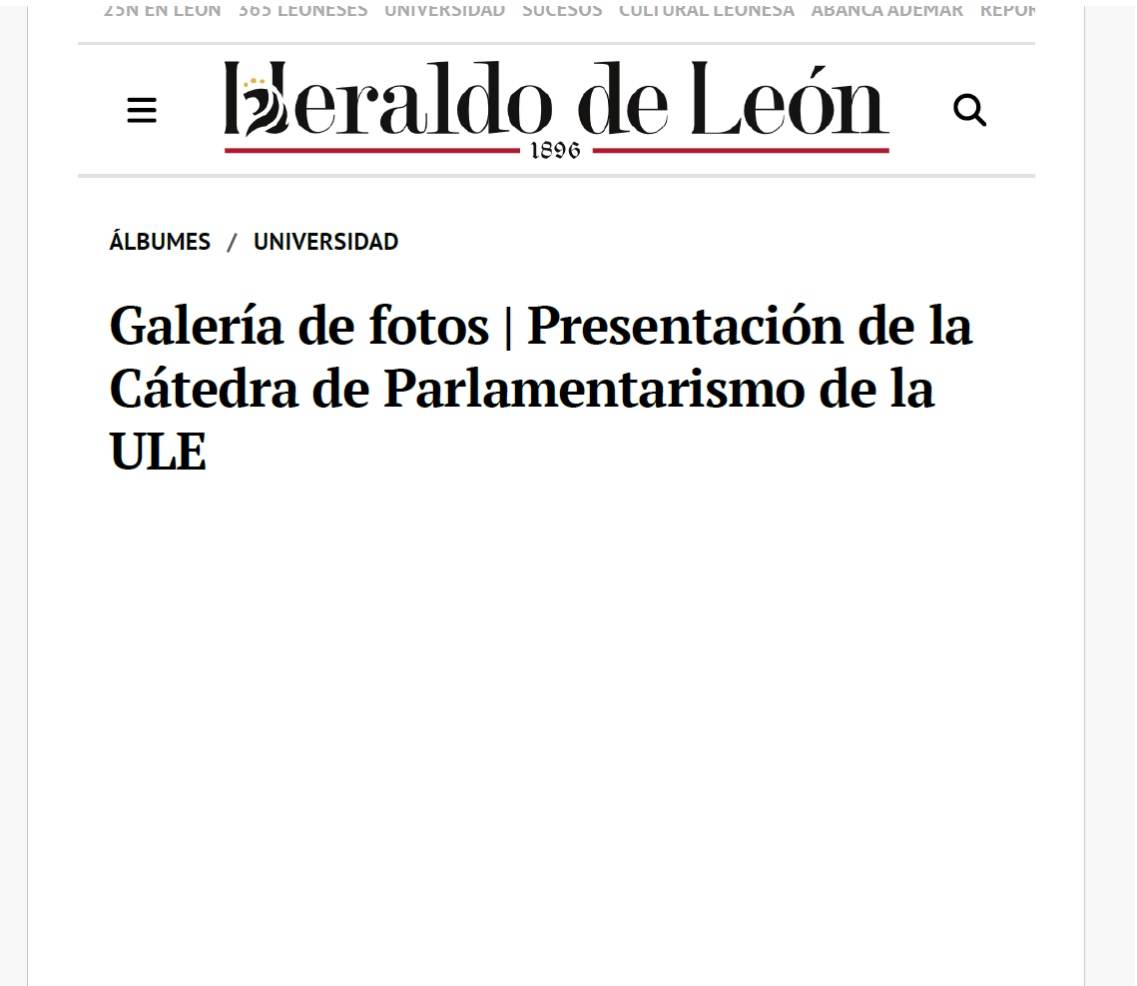 25N EN LEÓN 365 LEONESES UNIVERSIDAD SUCESOS CULTURAL LEONESA ABANCA ADEMAR
Heraldo de León
1896
ÁLBUMES / UNIVERSIDAD
Galería de fotos | Presentación de la
Cátedra de Parlamentarismo de la
ULE